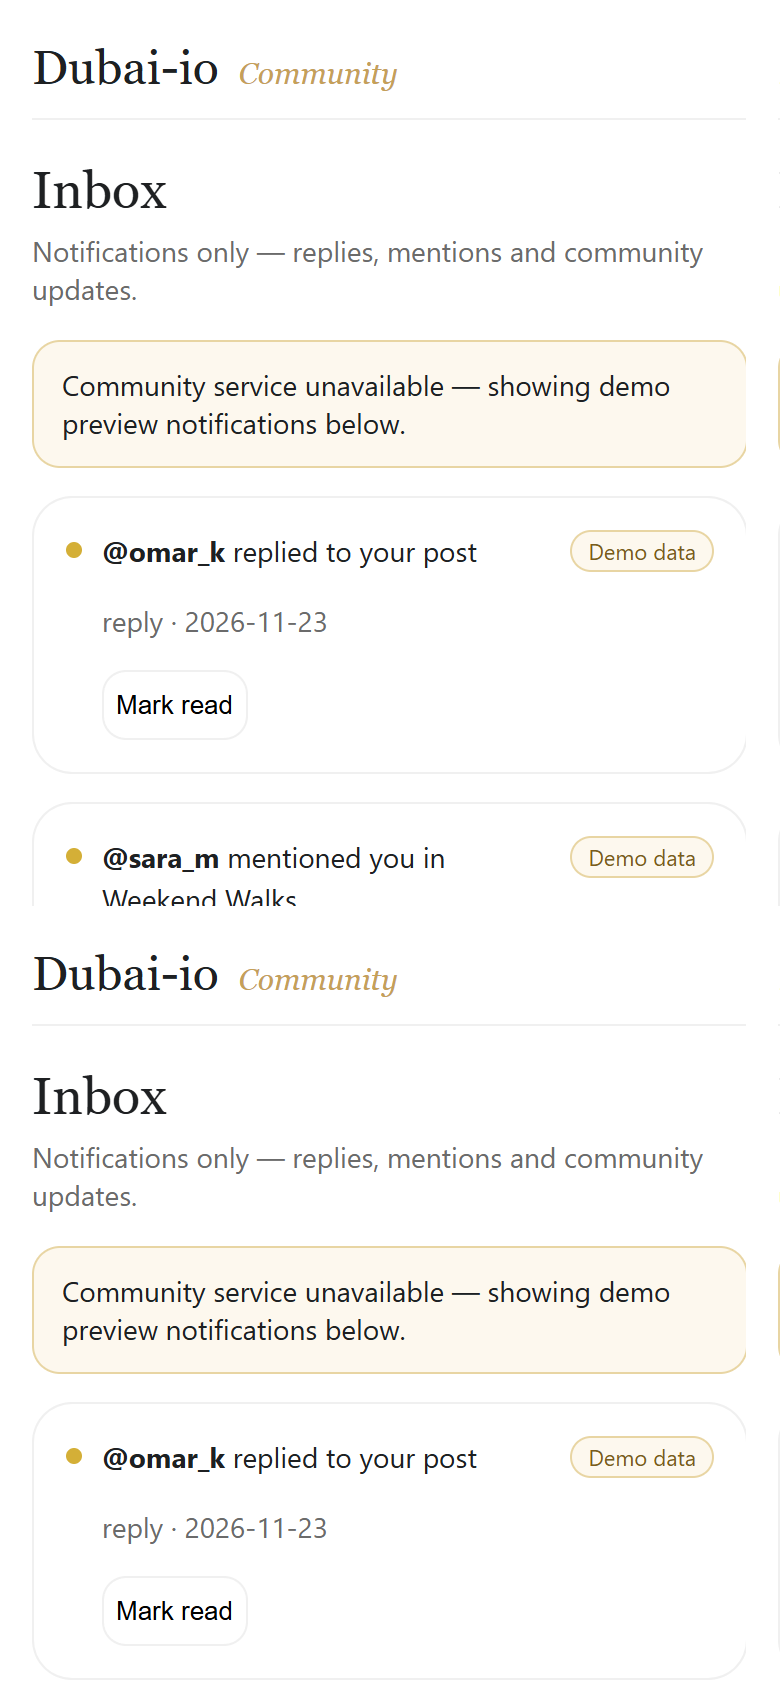 Dubai-io Community
Inbox
Notifications only — replies, mentions and community
updates.
Community service unavailable — showing demo
preview notifications below.
@omar_k replied to your post Demo data
reply · 2026-11-23
Mark read
@sara_m mentioned you in Demo data
Weekend Walks
Dubai-io Community
Inbox
Notifications only — replies, mentions and community
updates.
Community service unavailable — showing demo
preview notifications below.
@omar_k replied to your post Demo data
reply · 2026-11-23
Mark read